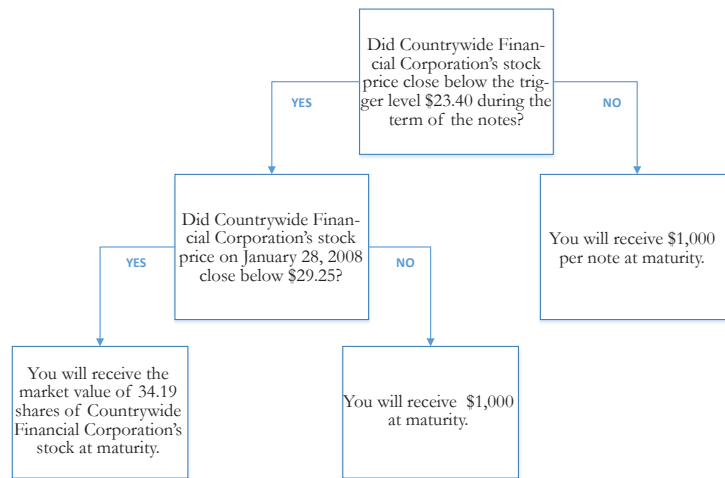 Did Countrywide Finan-
cial Corporation's stock
price close below the trig-
ger level $23.40 during the
term of the notes?
YES
NO
Did Countrywide Finan-
cial Corporation's stock
price on January 28, 2008
close below $29.25?
You will receive $1,000
per note at maturity.
YES
NO
You will receive the
market value of 34.19
shares of Countrywide
Financial Corporation's
stock at maturity.
You will receive $1,000
at maturity.